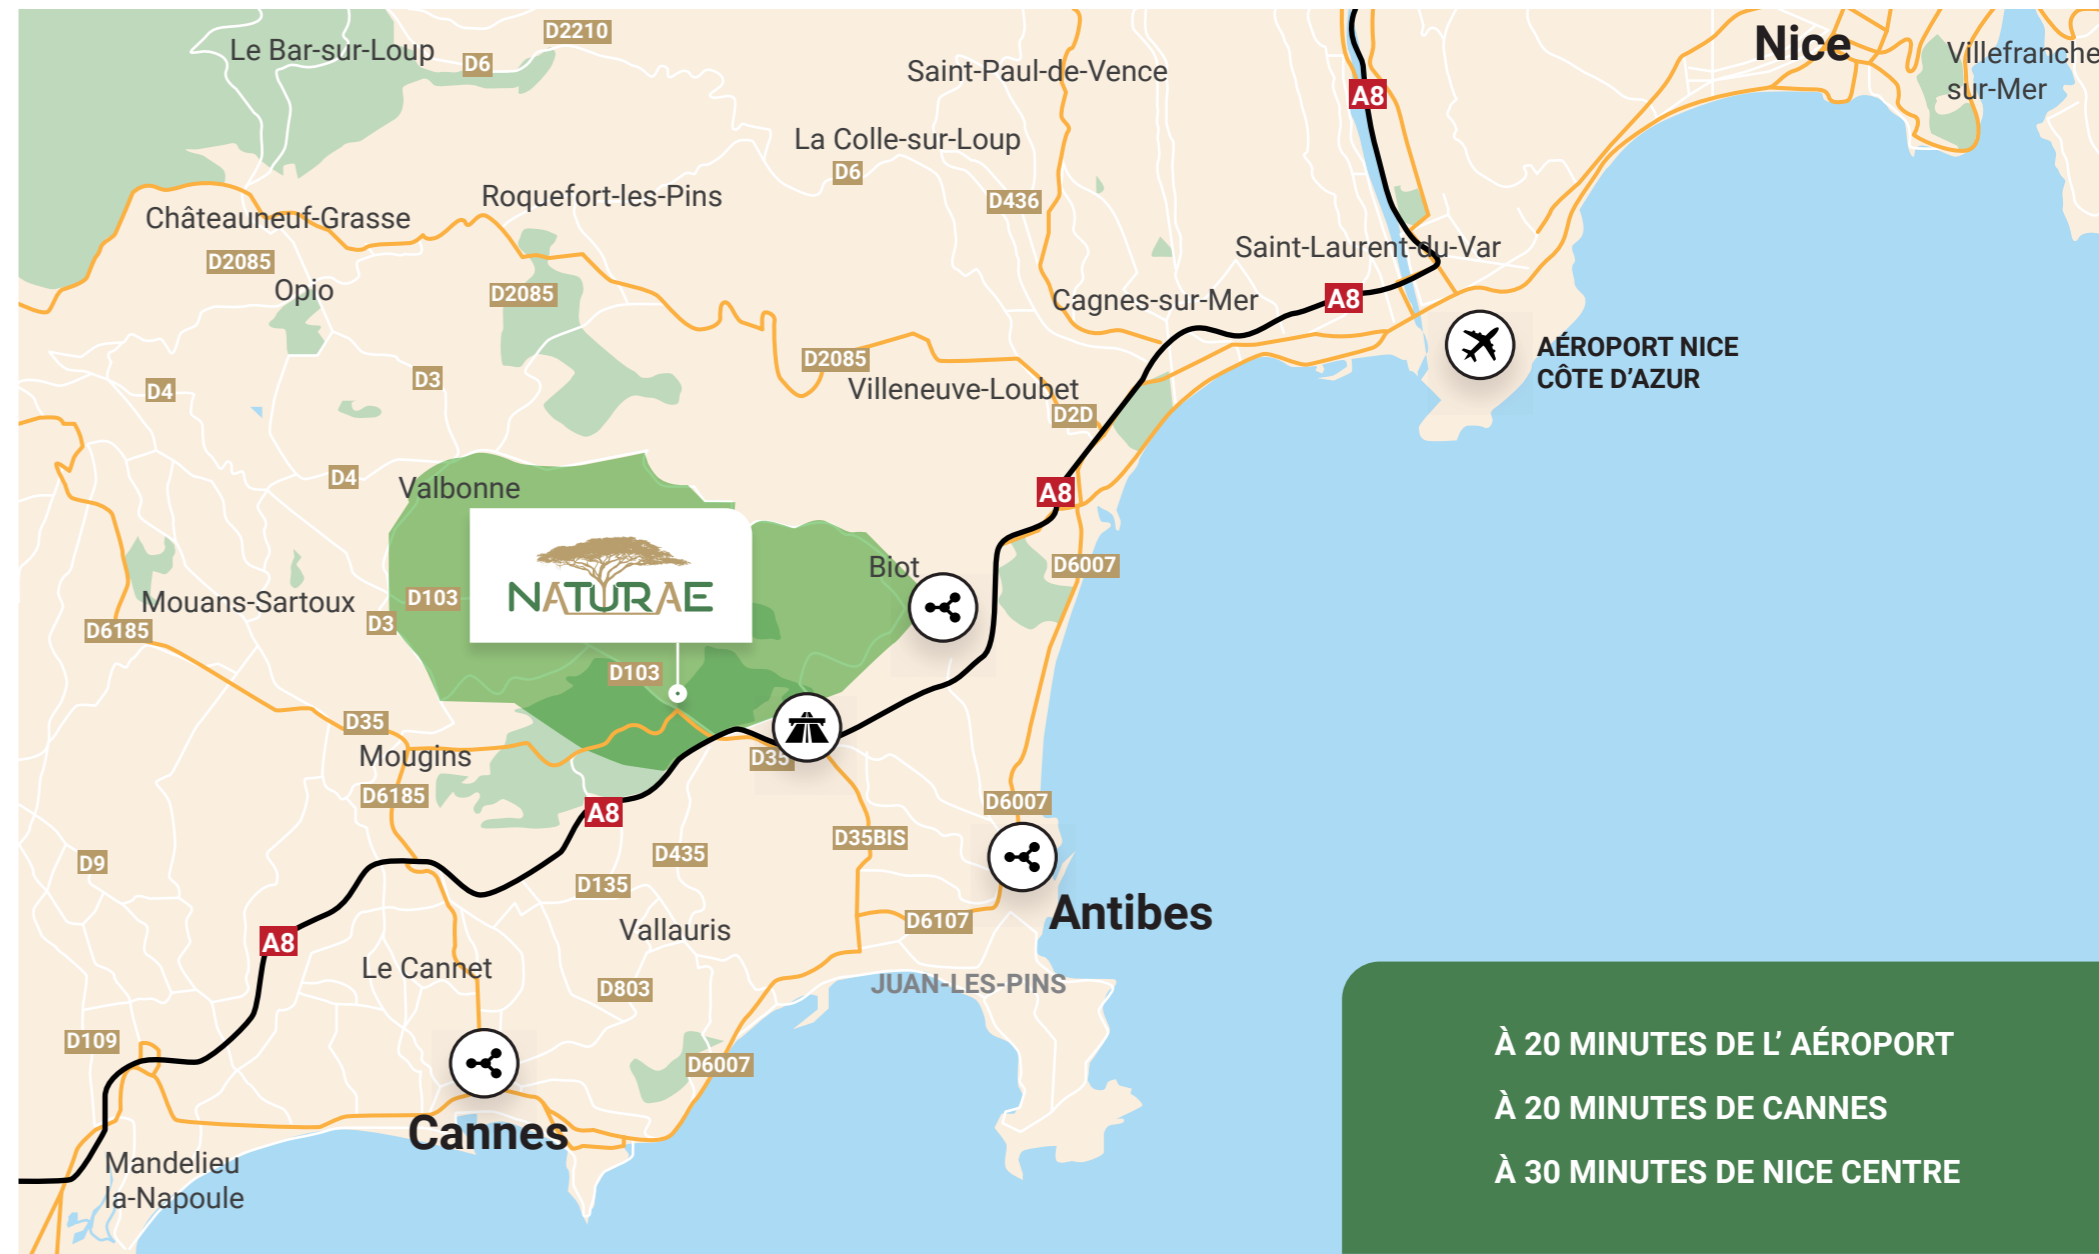 D2210
Le Bar-sur-Loup
D6
Nice
Villefranche
sur-Mer
Saint-Paul-de-Vence
A8
La Colle-sur-Loup
D6
Roquefort-les-Pins
D436
Châteauneuf-Grasse
D2085
Opio
D2085
Saint-Laurent-du-Var
Cagnes-sur-Mer
A8
AÉROPORT NICE
CÔTE D’AZUR
D2085
D3
D4
Villeneuve-Loubet
D2D
D4
Valbonne
A8
NATURAE
Biot
D6007
Mouans-Sartoux
D103
D3
D6185
D103
D35
Mougins
D35
D6185
A8
D6007
D35BIS
D435
D9
D135
D6107
Antibes
Vallauris
A8
Le Cannet
D803
JUAN-LES-PINS
D109
D6007
Cannes
Mandelieu
la-Napoule
À 20 MINUTES DE L’ AÉROPORT
À 20 MINUTES DE CANNES
À 30 MINUTES DE NICE CENTRE